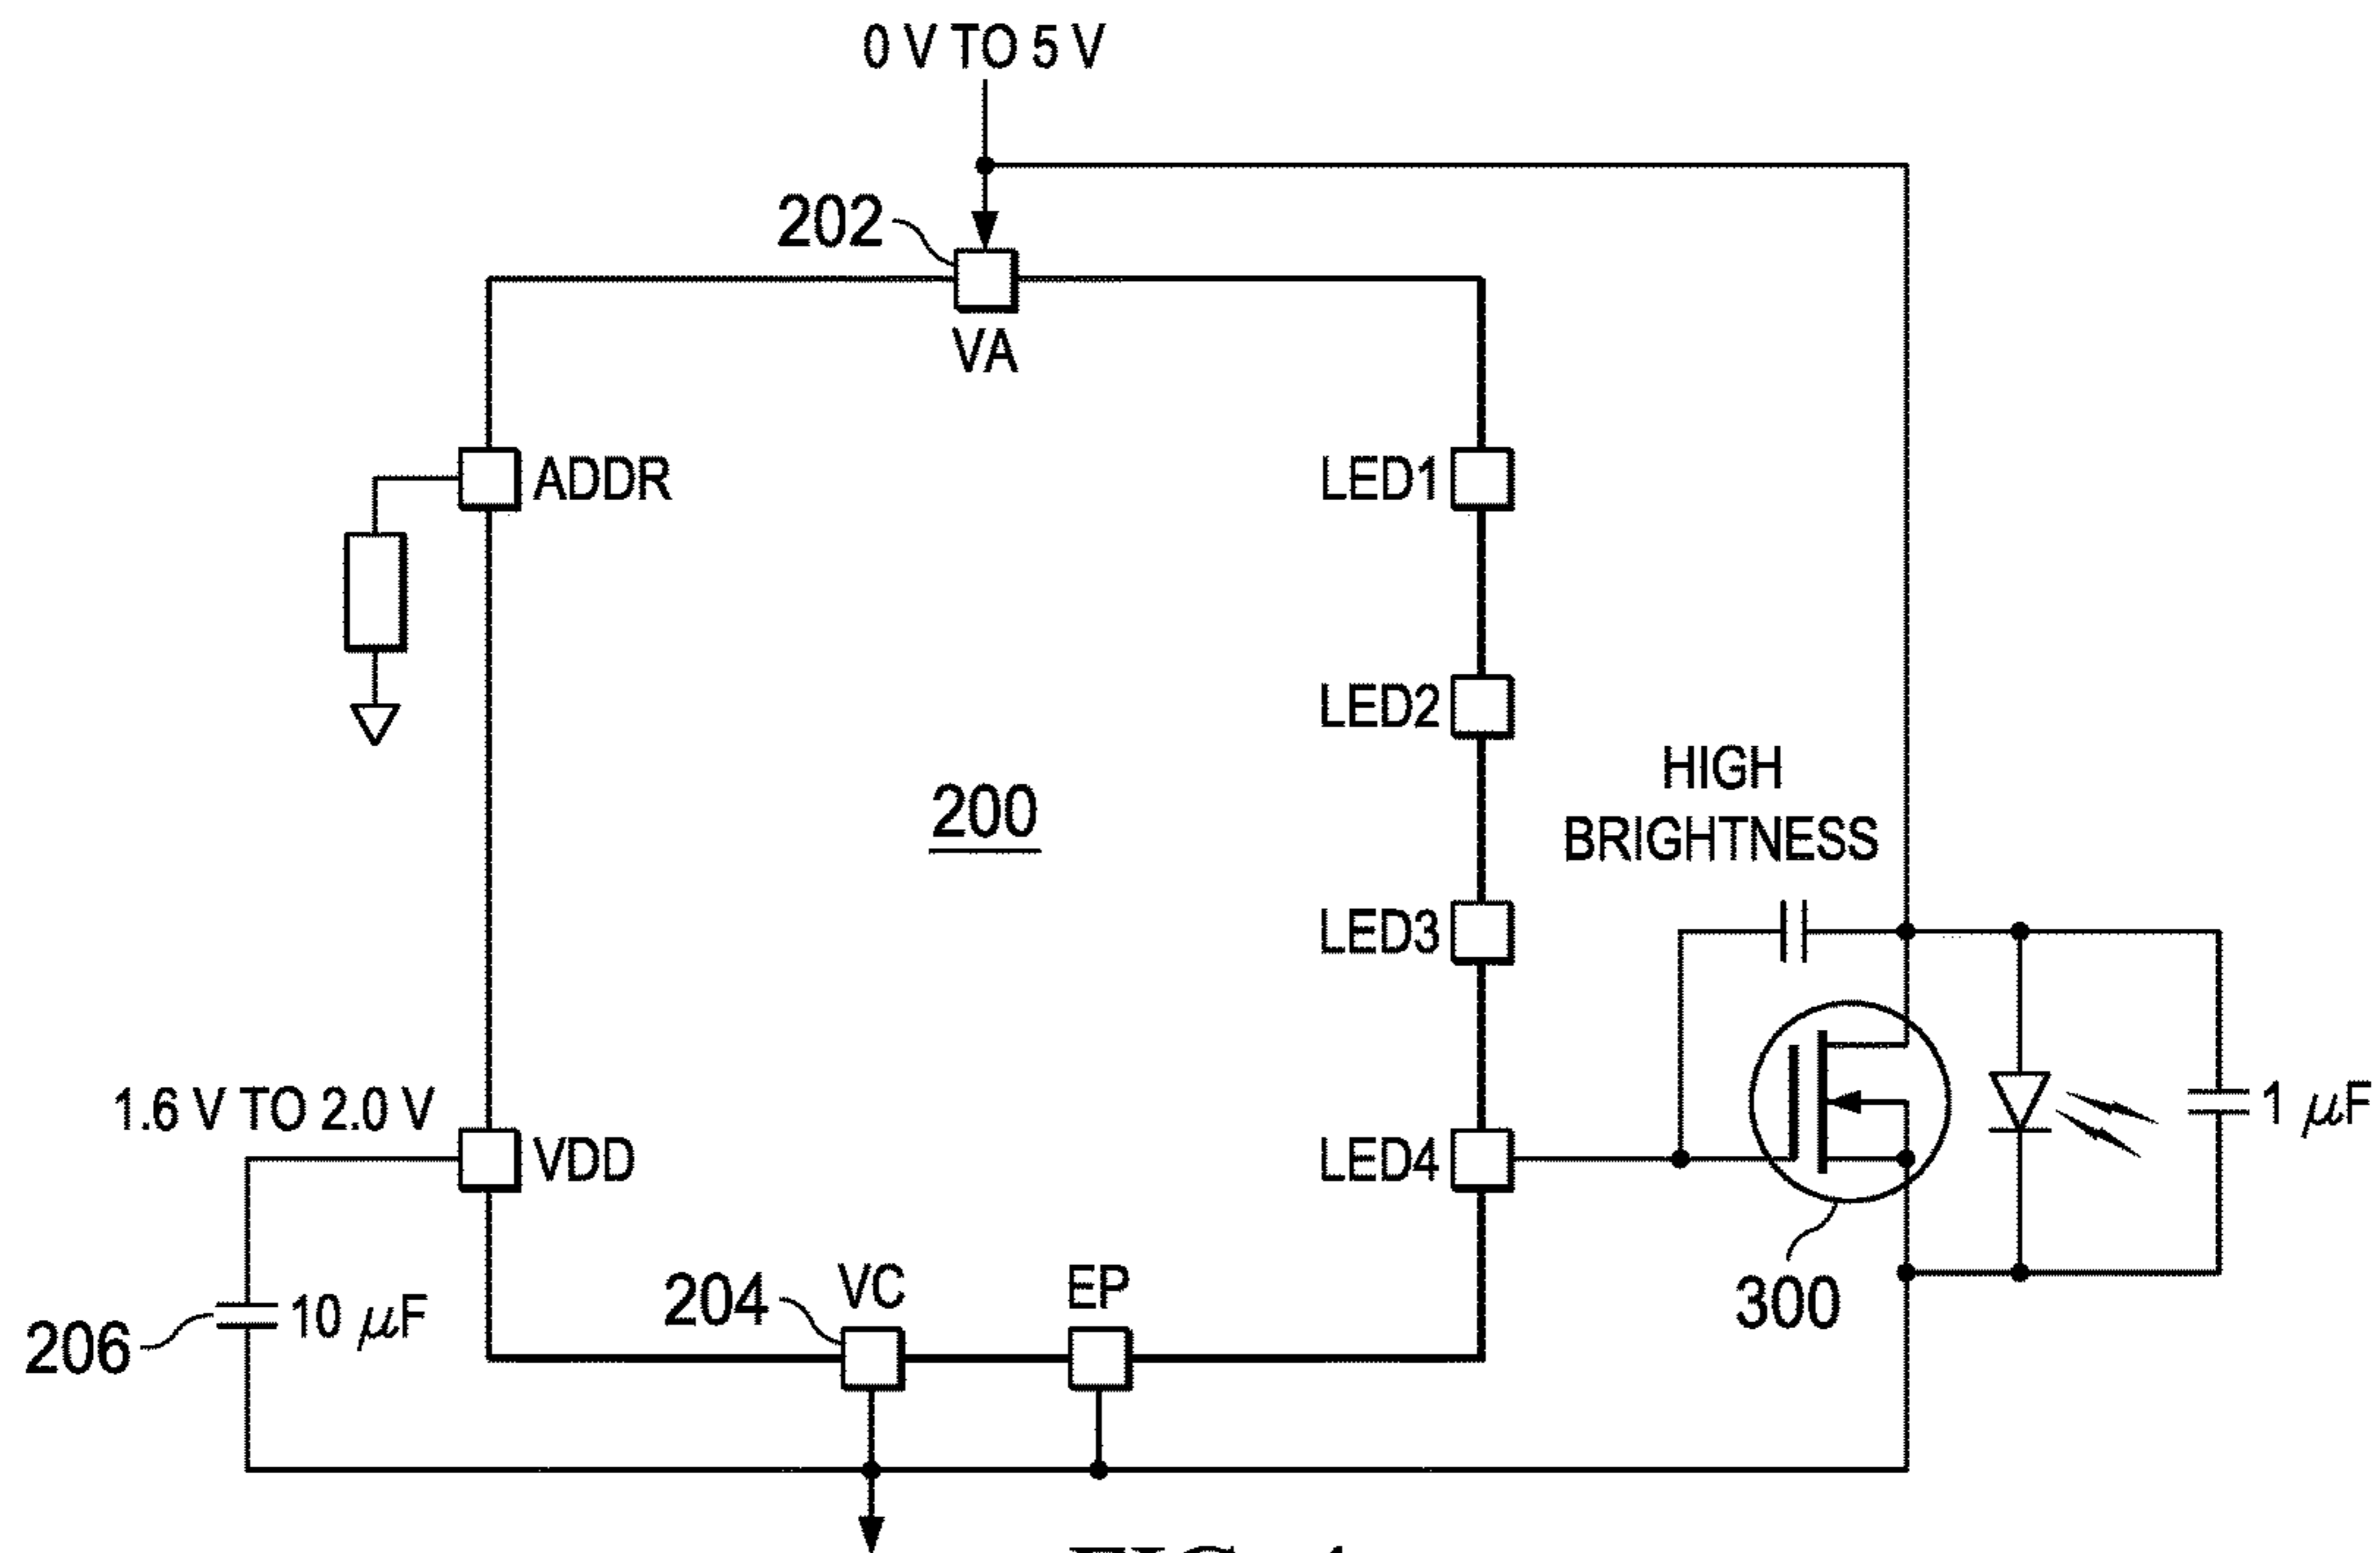 0 V TO 5 V
202
VA
ADDR
LED1
LED2
200
HIGH
BRIGHTNESS
LED3
1.6 V TO 2.0 V
VDD
LED4
1 µF
204
VC
EP
300
206
10 µF